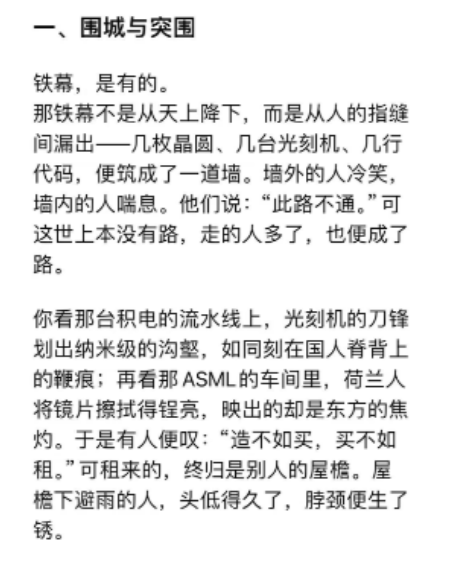 一、围城与突围
铁幕，是有的。
那铁幕不是从天上降下，而是从人的指缝
间漏出——几枚晶圆、几台光刻机、几行
代码，便筑成了一道墙。墙外的人冷笑，
墙内的人喘息。他们说：“此路不通。”可
这世上本没有路，走的人多了，也便成了
路。
你看那台积电的流水线上，光刻机的刀锋
划出纳米级的沟壑，如同刻在国人脊背上
的鞭痕；再看那 ASML 的车间里，荷兰人
将镜片擦拭得锃亮，映出的却是东方的焦
灼。于是有人便叹：“造不如买，买不如
租。”可租来的，终归是别人的屋檐。屋
檐下避雨的人，头低得久了，脖颈便生了
锈。